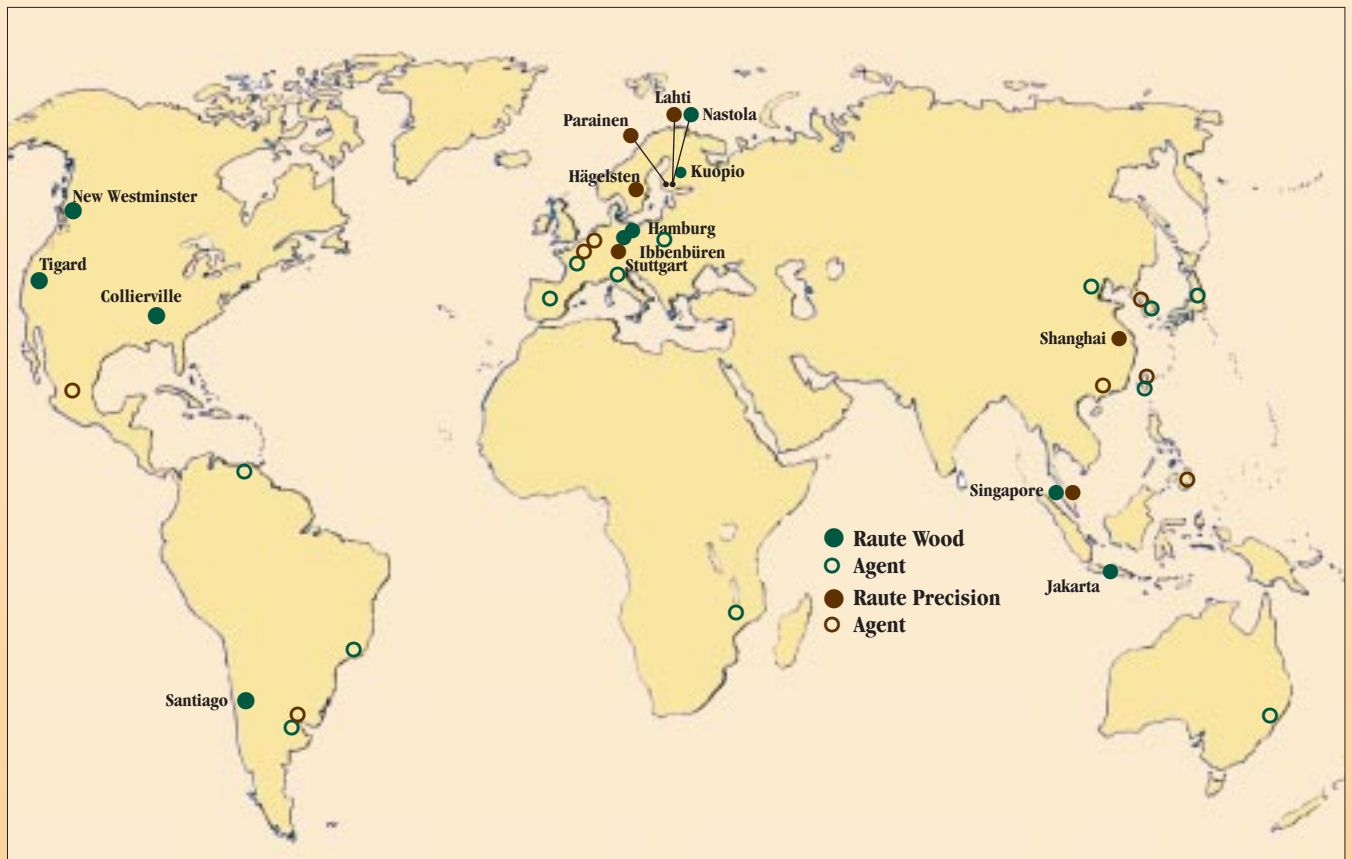 Lahti
Parainen
Nastola
Kuopio
Hägelsten
New Westminster
Hamburg
Ibbenbüren
Tigard
Stuttgart
Collierville
Shanghai
Singapore
Raute Wood
Agent
Jakarta
Raute Precision
Agent
Santiago